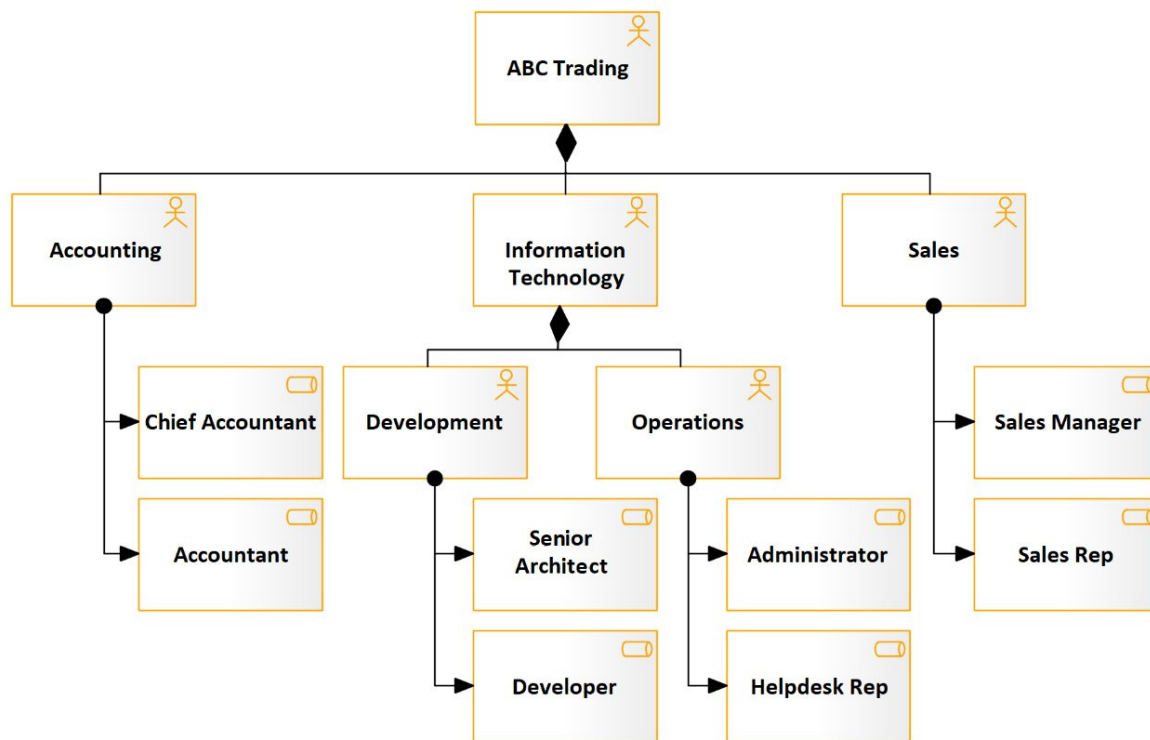 ABC Trading
Accounting
Information
Technology
Sales
Chief Accountant
Development
Operations
Sales Manager
Accountant
Senior
Architect
Administrator
Sales Rep
Developer
Helpdesk Rep